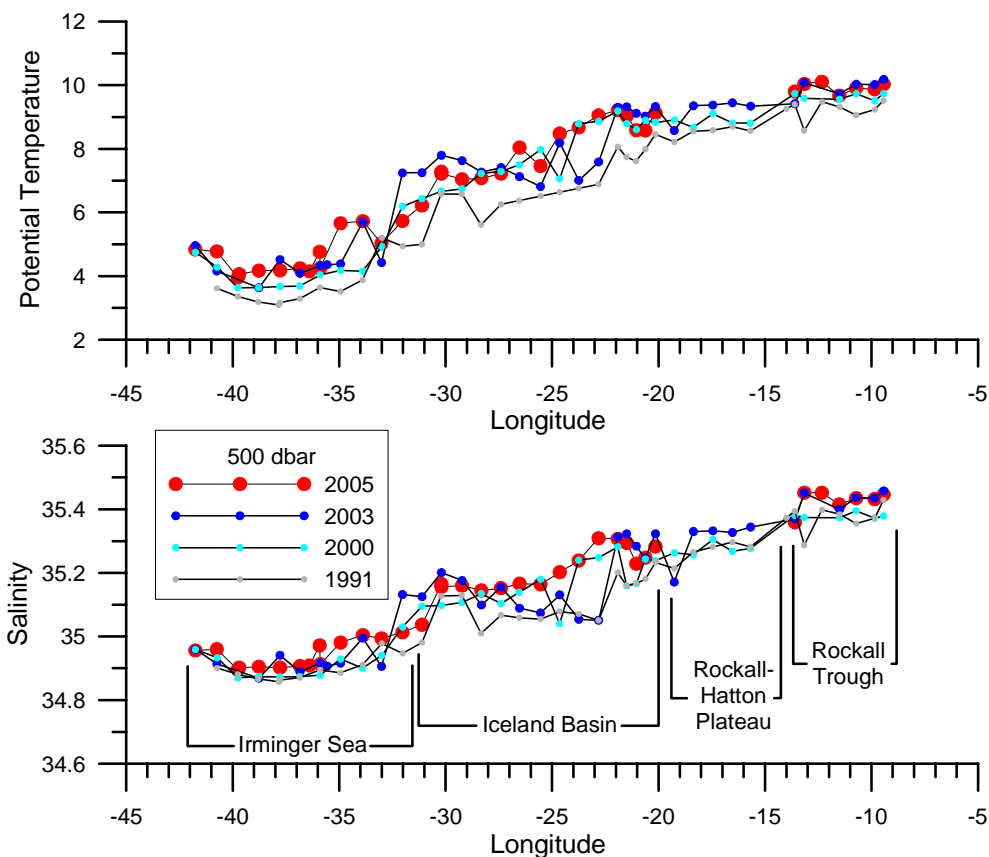 12
10
8
6
4
2
Potential Temperature
-45 -40 -35 -30 -25 -20 -15 -10 -5
Longitude
35.6
35.4
35.2
35
34.8
34.6
Salinity
500 dbar
2005
2003
2000
1991
Irminger Sea
Iceland Basin
Rockall-
Hatton
Plateau
Rockall
Trough
-45 -40 -35 -30 -25 -20 -15 -10 -5
Longitude